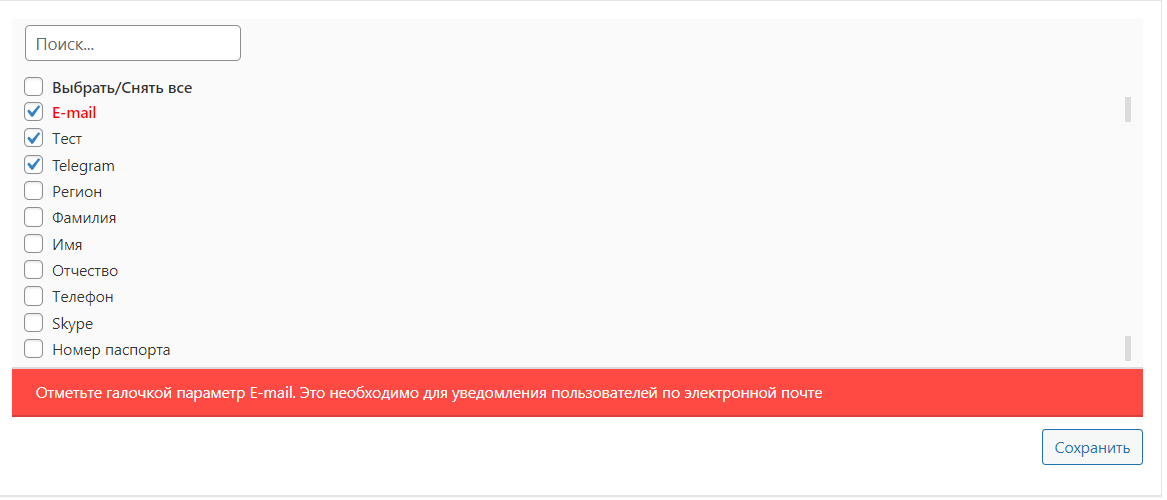 Поиск...
Выбрать/Снять все
E-mail
Тест
Telegram
Регион
Фамилия
Имя
Отчество
Телефон
Skype
Номер паспорта
Отметьте галочкой параметр E-mail. Это необходимо для уведомления пользователей по электронной почте
Сохранить